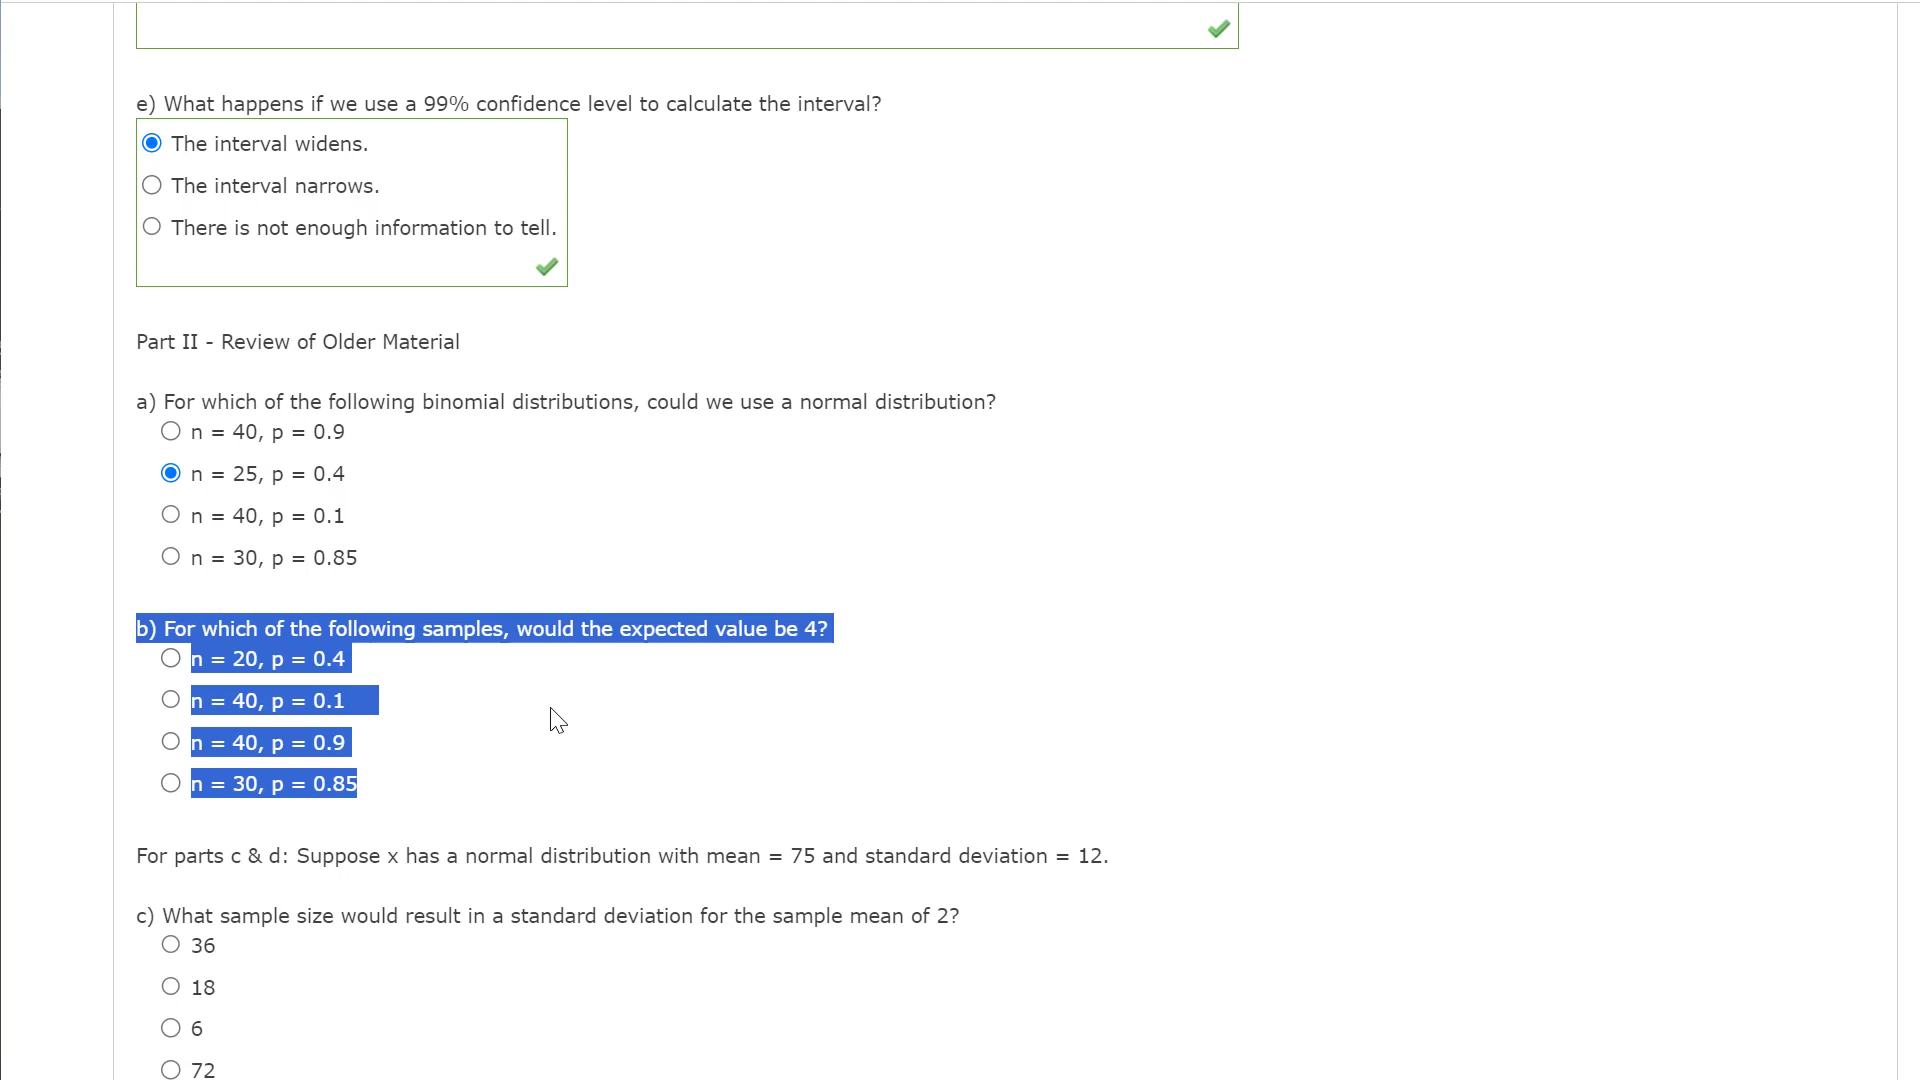 e) What happens if we use a 99% confidence level to calculate the interval?
The interval widens.
The interval narrows.
There is not enough information to tell.
Part II - Review of Older Material
a) For which of the following binomial distributions, could we use a normal distribution?
n = 40, p = 0.9
n = 25, p = 0.4
n = 40, p = 0.1
n = 30, p = 0.85
b) For which of the following samples, would the expected value be 4?
n = 20, p = 0.4
n = 40, p = 0.1
n = 40, p = 0.9
n = 30, p = 0.85
For parts c & d: Suppose x has a normal distribution with mean = 75 and standard deviation = 12.
c) What sample size would result in a standard deviation for the sample mean of 2?
36
18
6
72